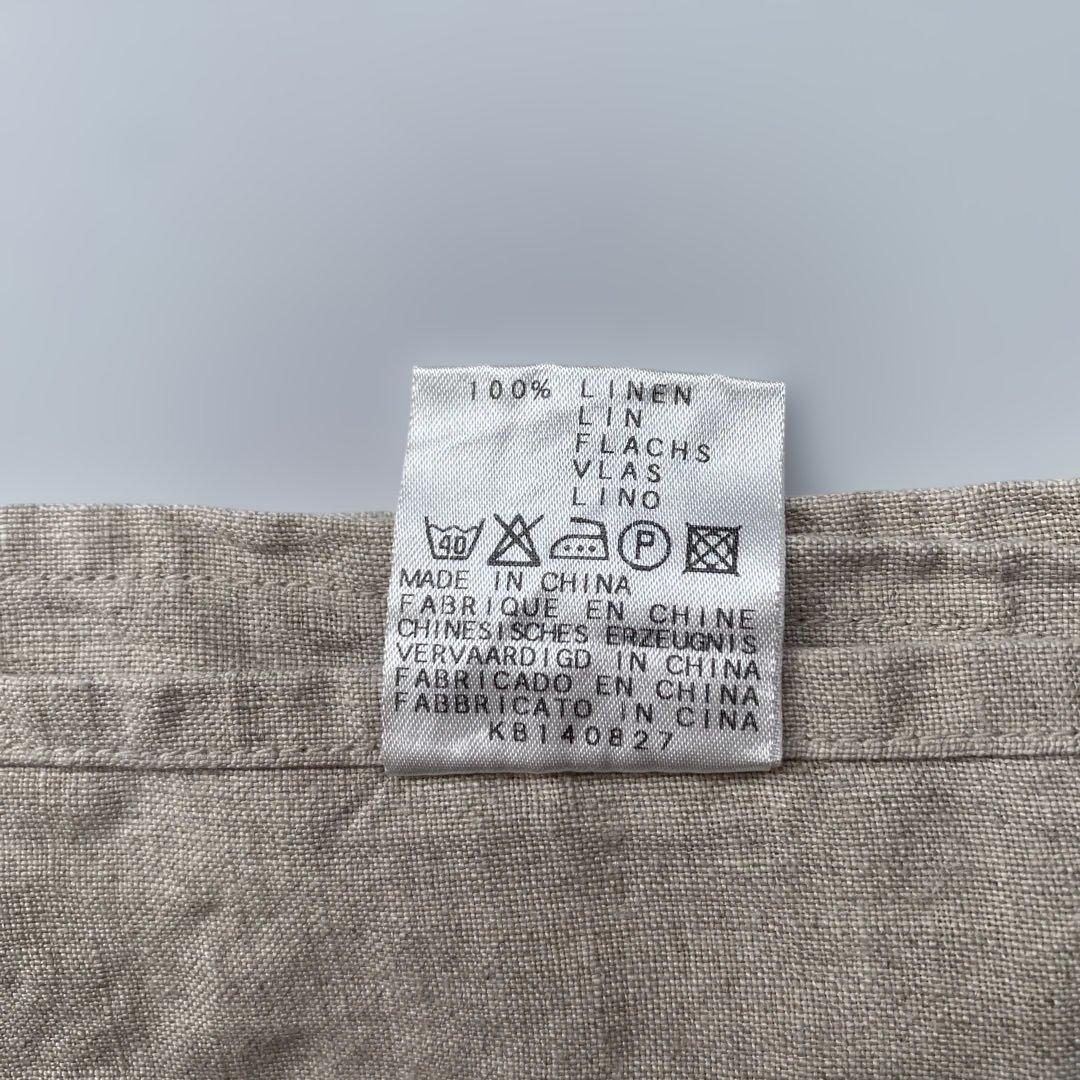 100% LINEN
LIN
FLACHS
VLAS
LINO
40 P
MADE IN CHINA
FABRIQUE EN CHINE
CHINESISCHES ERZEUGNIS
VERVAARDIGD IN CHINA
FABRICADO EN CHINA
FABBRICATO IN CINA
KB140827